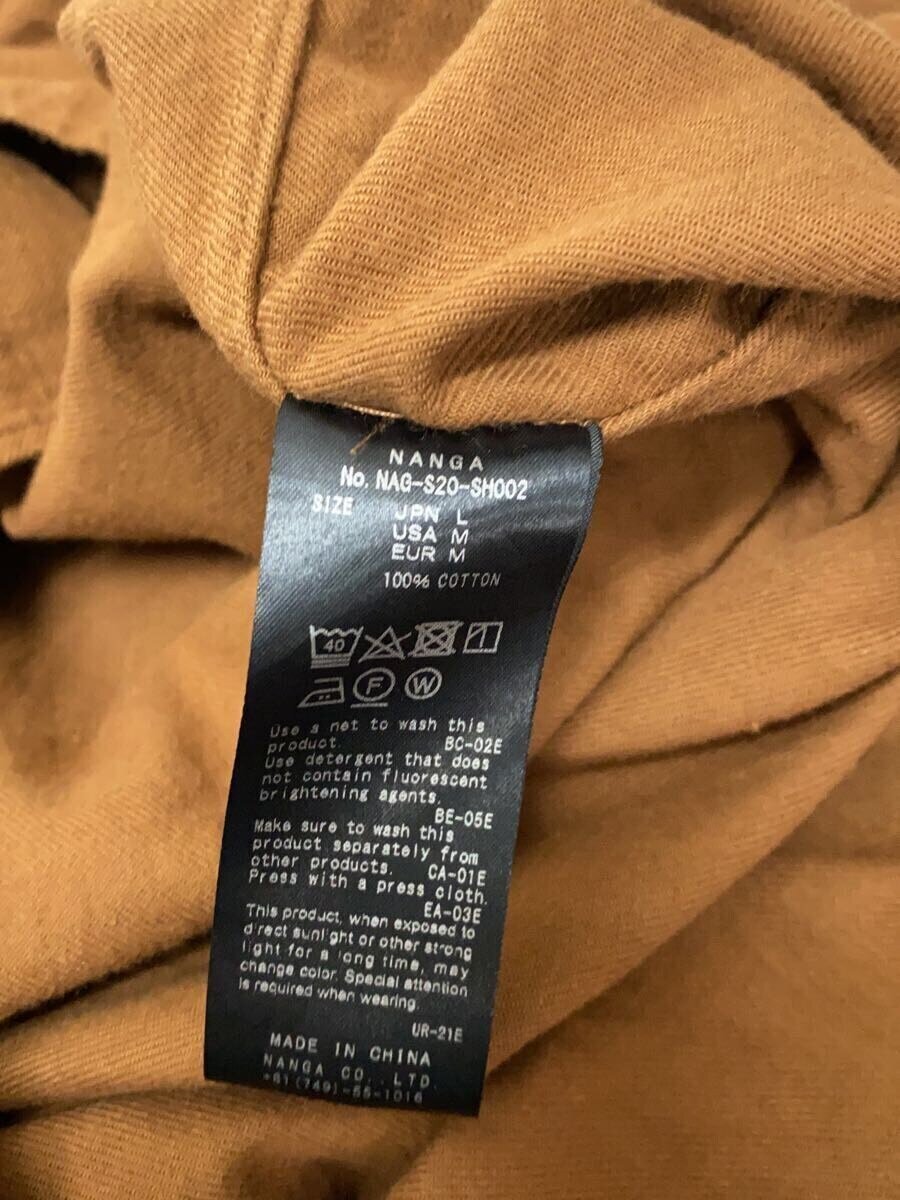 NANGA
No. NAG-S20-SH002
SIZE JPN L
USA M
EUR M
100% COTTON
40
F W
Use a net to wash this
product. BC-02E
Use detergent that does
not contain fluorescent
brightening agents.
BE-05E
Make sure to wash this
product separately from
other products. CA-01E
Press with a press cloth.
EA-03E
This product, when exposed to
direct sunlight or other strong
light for a long time, may
change color. Special attention
is required when wearing.
UR-21E
MADE IN CHINA
NANGA CO., LTD.
+81(749)-55-1016